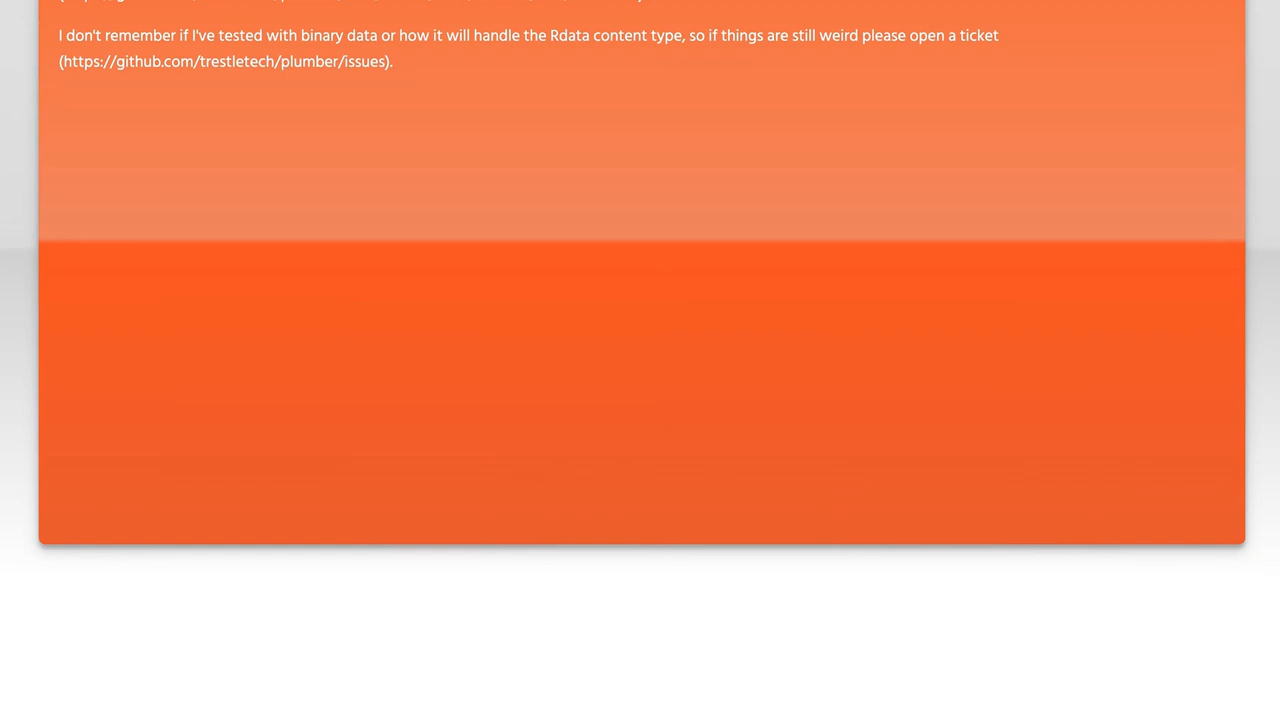 I don't remember if I've tested with binary data or how it will handle the Rdata content type, so if things are still weird please open a ticket
(https://github.com/trestletech/plumber/issues).